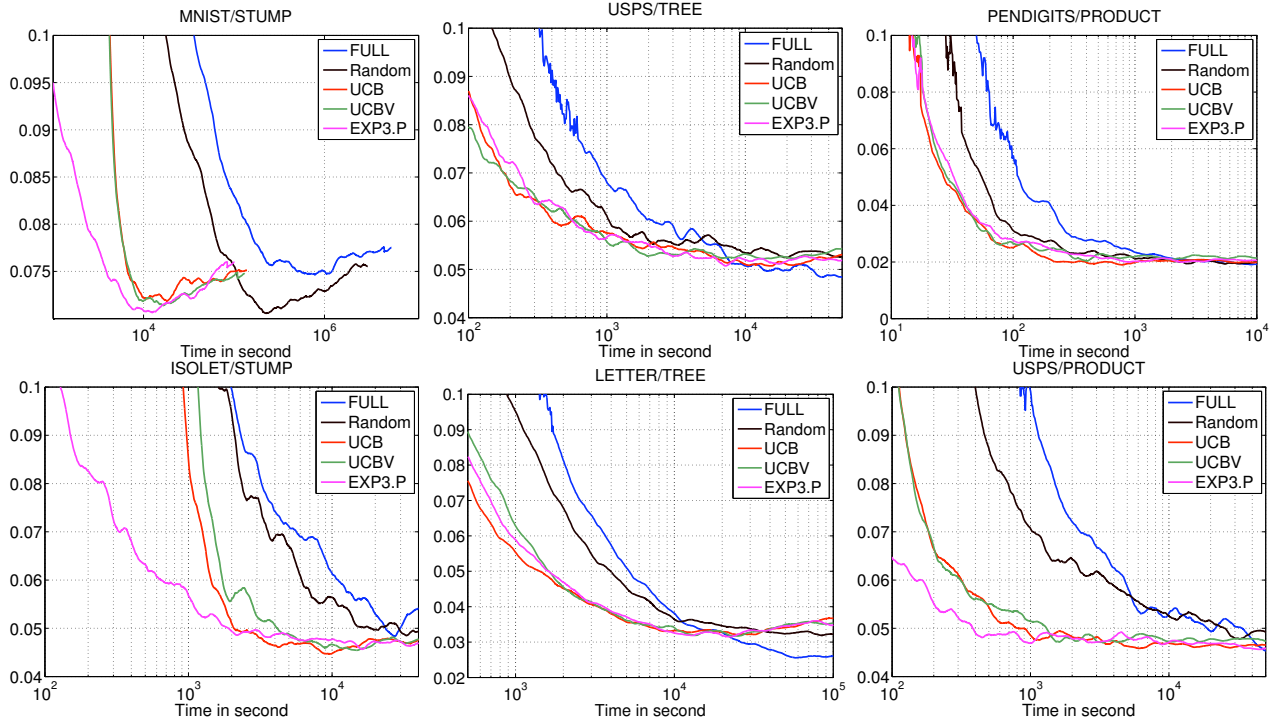 MNIST/STUMP
0.1
0.095
0.09
0.085
0.08
0.075
10^4
10^5
10^6
Time in second
FULL
Random
UCB
UCBV
EXP3.P
USPS/TREE
0.1
0.09
0.08
0.07
0.06
0.05
0.04
10^2
10^3
10^4
Time in second
FULL
Random
UCB
UCBV
EXP3.P
PENDIGITS/PRODUCT
0.1
0.08
0.06
0.04
0.02
0
10^1
10^2
10^3
10^4
Time in second
FULL
Random
UCB
UCBV
EXP3.P
ISOLET/STUMP
0.1
0.09
0.08
0.07
0.06
0.05
0.04
10^2
10^3
10^4
Time in second
FULL
Random
UCB
UCBV
EXP3.P
LETTER/TREE
0.1
0.09
0.08
0.07
0.06
0.05
0.04
0.03
0.02
10^3
10^4
10^5
Time in second
FULL
Random
UCB
UCBV
EXP3.P
USPS/PRODUCT
0.1
0.09
0.08
0.07
0.06
0.05
0.04
10^2
10^3
10^4
Time in second
FULL
Random
UCB
UCBV
EXP3.P